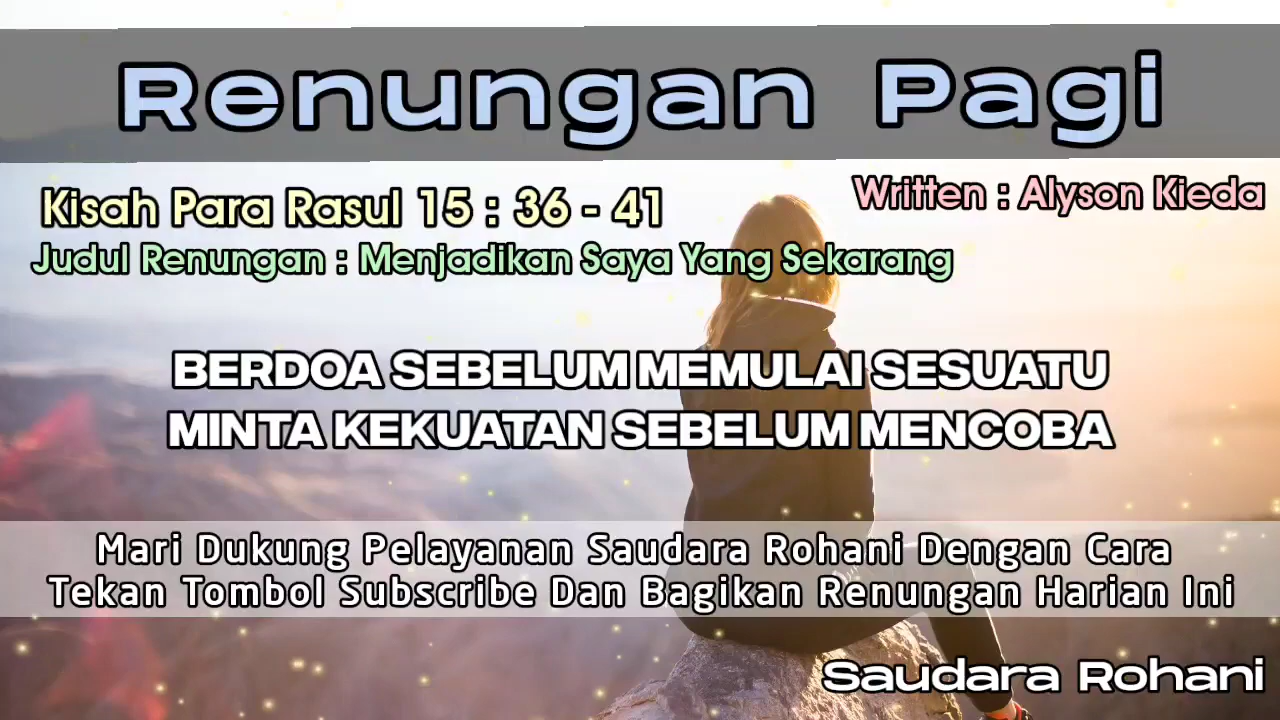 Renungan Pagi
Kisah Para Rasul 15 : 36 - 41
Written : Alyson Kieda
Judul Renungan : Menjadikan Saya Yang Sekarang
BERDOA SEBELUM MEMULAI SESUATU
MINTA KEKUATAN SEBELUM MENCOBA
Mari Dukung Pelayanan Saudara Rohani Dengan Cara
Tekan Tombol Subscribe Dan Bagikan Renungan Harian Ini
Saudara Rohani